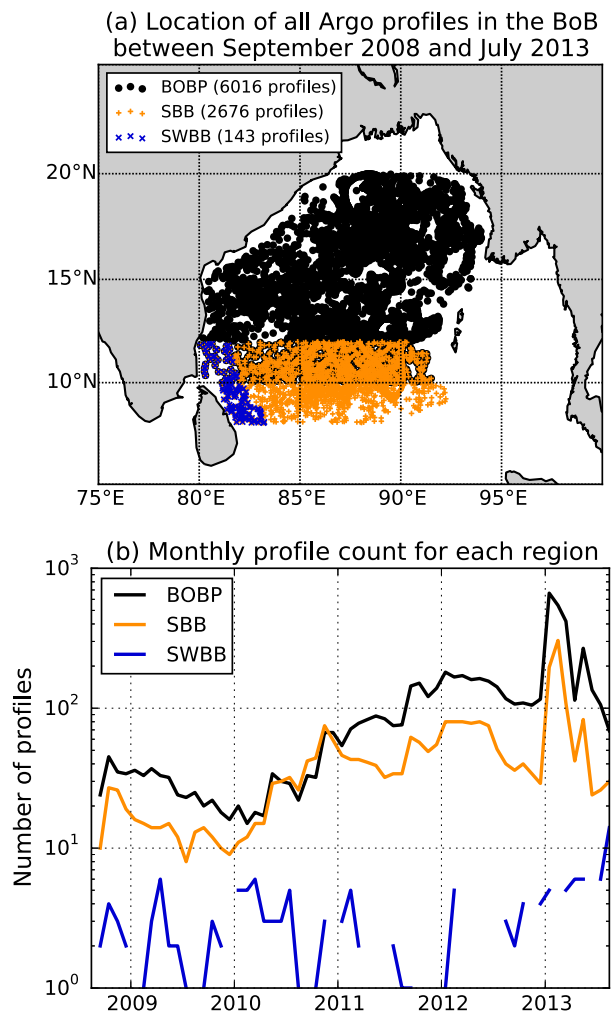 (a) Location of all Argo profiles in the BoB
between September 2008 and July 2013
BOBP (6016 profiles)
SBB (2676 profiles)
SWBB (143 profiles)
20°N
15°N
10°N
75°E 80°E 85°E 90°E 95°E
(b) Monthly profile count for each region
10³
BOBP
SBB
SWBB
10²
10¹
10⁰
Number of profiles
2009 2010 2011 2012 2013